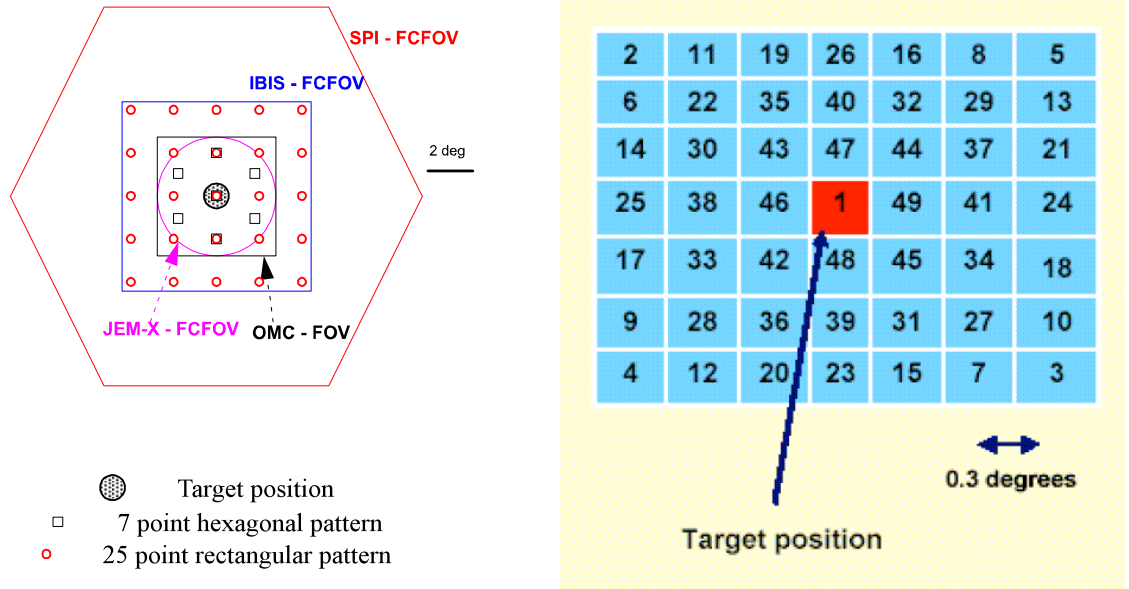 SPI - FCFOV
IBIS - FCFOV
2 deg
JEM-X - FCFOV
OMC - FOV
Target position
7 point hexagonal pattern
25 point rectangular pattern
2 11 19 26 16 8 5
6 22 35 40 32 29 13
14 30 43 47 44 37 21
25 38 46 1 49 41 24
17 33 42 48 45 34 18
9 28 36 39 31 27 10
4 12 20 23 15 7 3
0.3 degrees
Target position